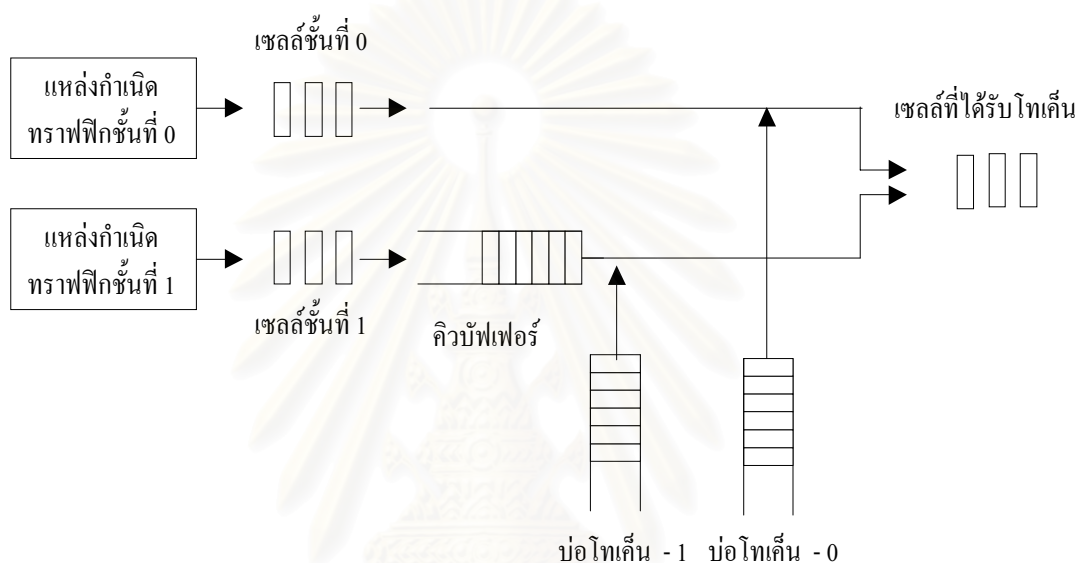 เซลล์ชั้นที่ 0
แหล่งกำเนิด
ทราฟฟิกชั้นที่ 0
เซลล์ที่ได้รับโทเค็น
แหล่งกำเนิด
ทราฟฟิกชั้นที่ 1
เซลล์ชั้นที่ 1
คิวบัฟเฟอร์
บ่อโทเค็น - 1
บ่อโทเค็น - 0